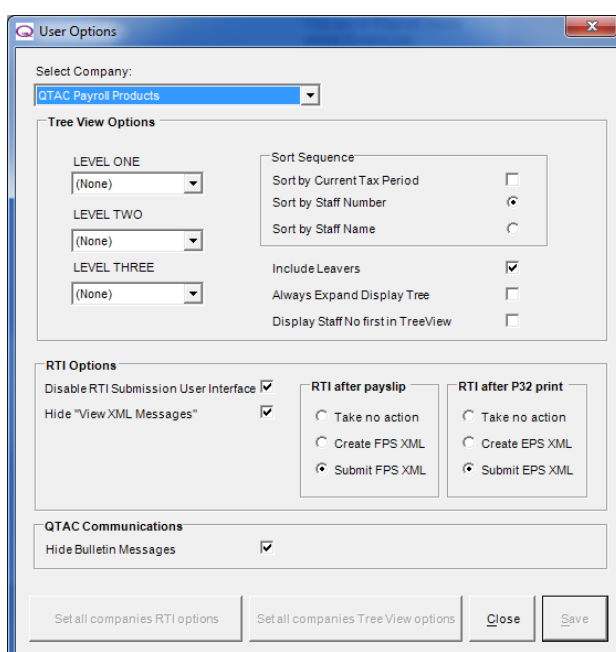 User Options
Select Company:
QTAC Payroll Products
Tree View Options
LEVEL ONE
(None)
LEVEL TWO
(None)
LEVEL THREE
(None)
Sort Sequence
Sort by Current Tax Period
Sort by Staff Number
Sort by Staff Name
Include Leavers
Always Expand Display Tree
Display Staff No first in TreeView
RTI Options
Disable RTI Submission User Interface
Hide "View XML Messages"
RTI after payslip
Take no action
Create FPS XML
Submit FPS XML
RTI after P32 print
Take no action
Create EPS XML
Submit EPS XML
QTAC Communications
Hide Bulletin Messages
Set all companies RTI options
Set all companies Tree View options
Close
Save